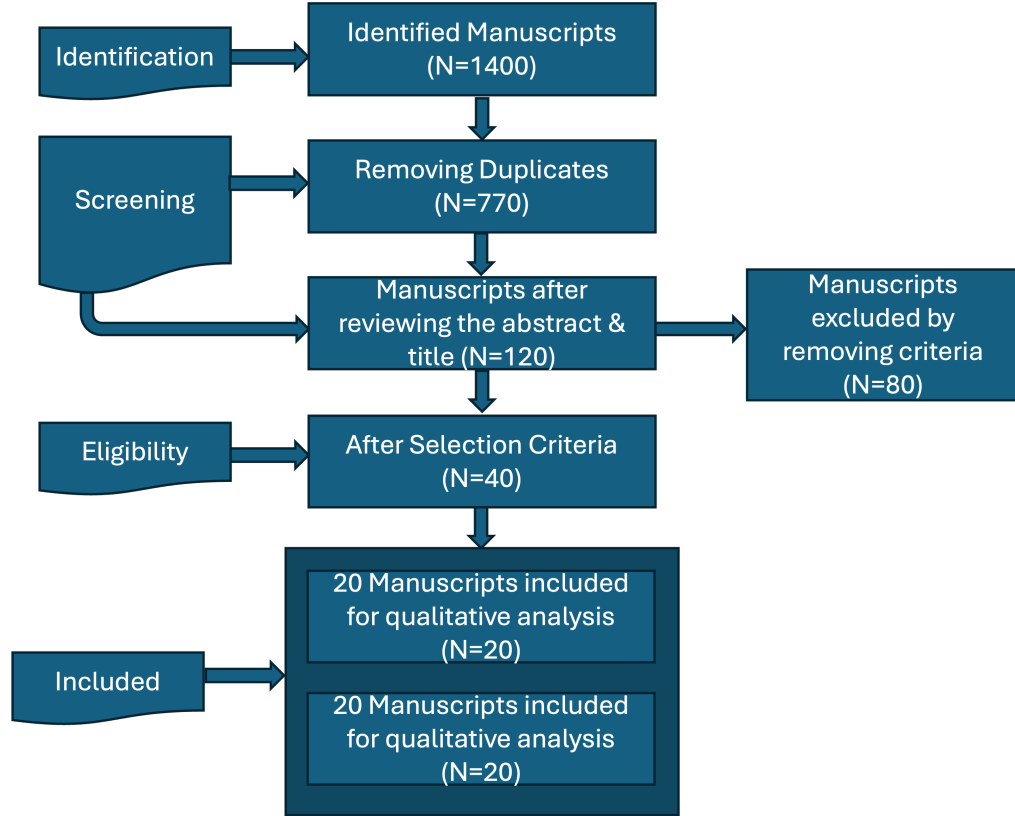 Identification
Identified Manuscripts
(N=1400)
Screening
Removing Duplicates
(N=770)
Manuscripts after
reviewing the abstract &
title (N=120)
Manuscripts
excluded by
removing criteria
(N=80)
Eligibility
After Selection Criteria
(N=40)
Included
20 Manuscripts included
for qualitative analysis
(N=20)
20 Manuscripts included
for qualitative analysis
(N=20)